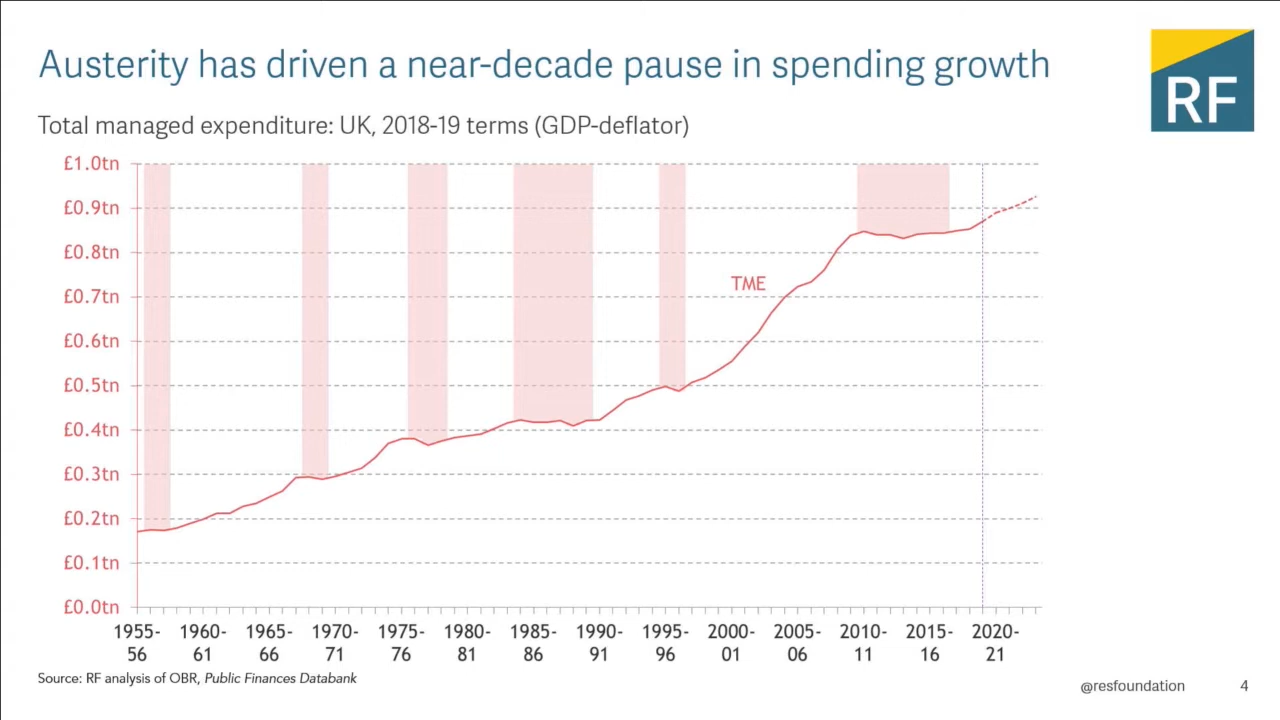 Austerity has driven a near-decade pause in spending growth
RF
Total managed expenditure: UK, 2018-19 terms (GDP-deflator)
£1.0tn
£0.9tn
£0.8tn
£0.7tn
TME
£0.6tn
£0.5tn
£0.4tn
£0.3tn
£0.2tn
£0.1tn
£0.0tn
1955- 1960- 1965- 1970- 1975- 1980- 1985- 1990- 1995- 2000- 2005- 2010- 2015- 2020-
56 61 66 71 76 81 86 91 96 01 06 11 16 21
Source: RF analysis of OBR, Public Finances Databank
@resfoundation 4